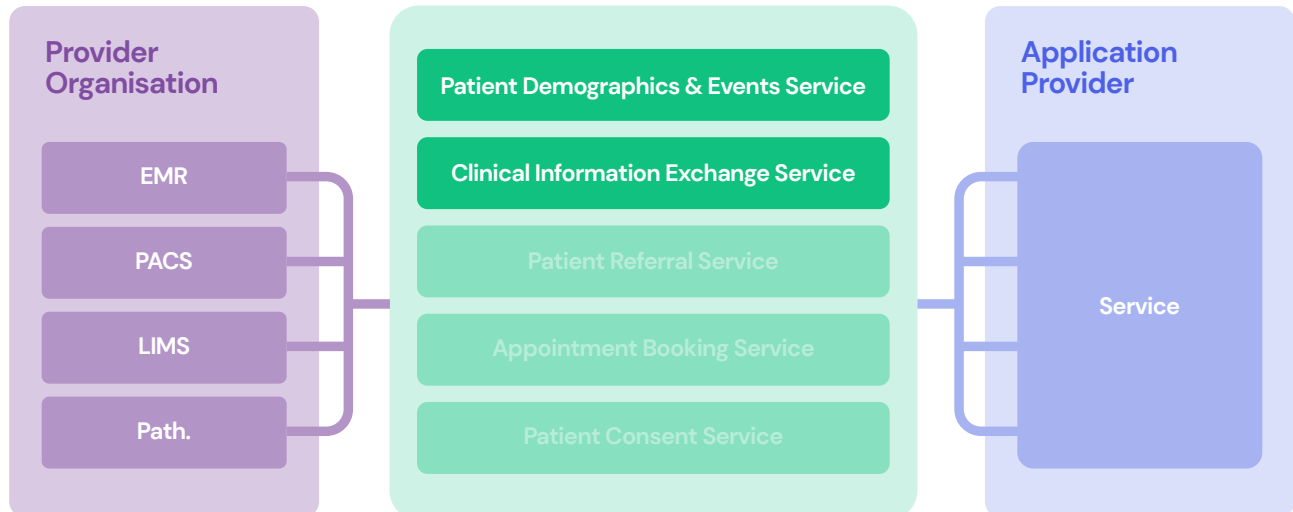 Provider
Organisation
EMR
PACS
LIMS
Path.
Patient Demographics & Events Service
Clinical Information Exchange Service
Patient Referral Service
Appointment Booking Service
Patient Consent Service
Application
Provider
Service